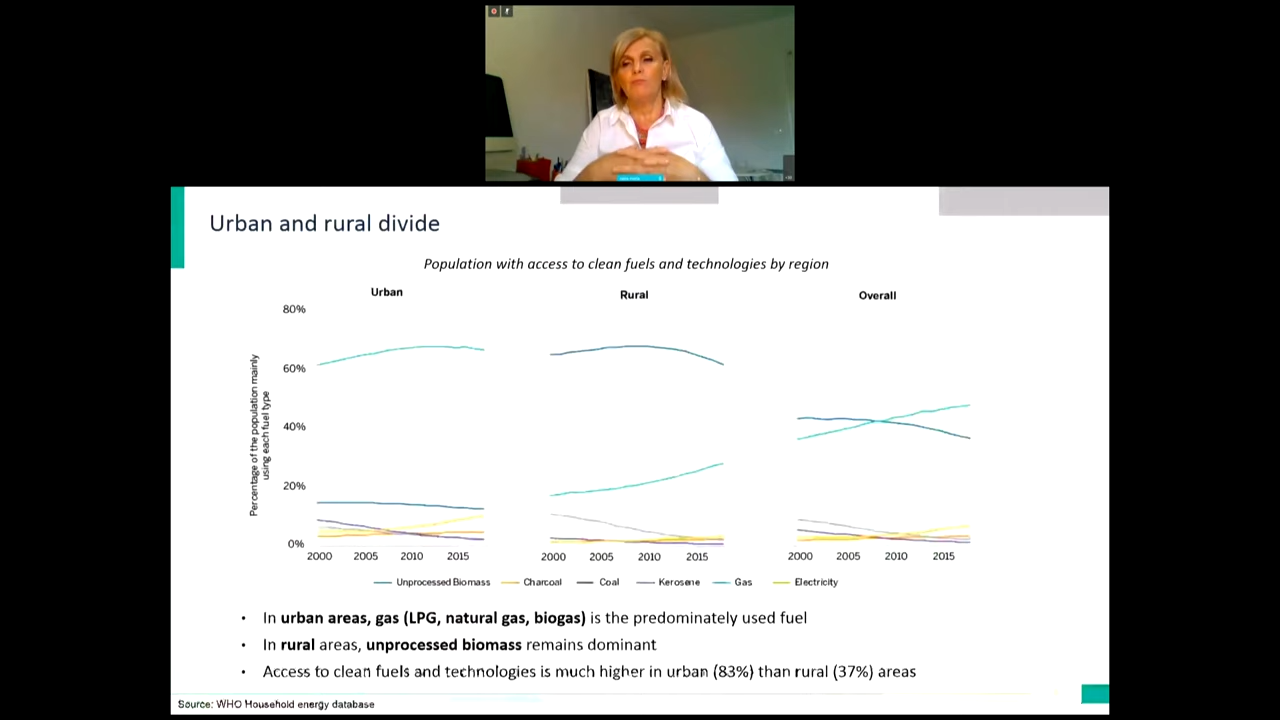 Urban and rural divide
Population with access to clean fuels and technologies by region
Urban
Rural
Overall
Percentage of the population mainly
using each fuel type
80%
60%
40%
20%
0%
2000 2005 2010 2015
2000 2005 2010 2015
2000 2005 2010 2015
Unprocessed Biomass Charcoal Coal Kerosene Gas Electricity
• In urban areas, gas (LPG, natural gas, biogas) is the predominately used fuel
• In rural areas, unprocessed biomass remains dominant
• Access to clean fuels and technologies is much higher in urban (83%) than rural (37%) areas
Source: WHO Household energy database